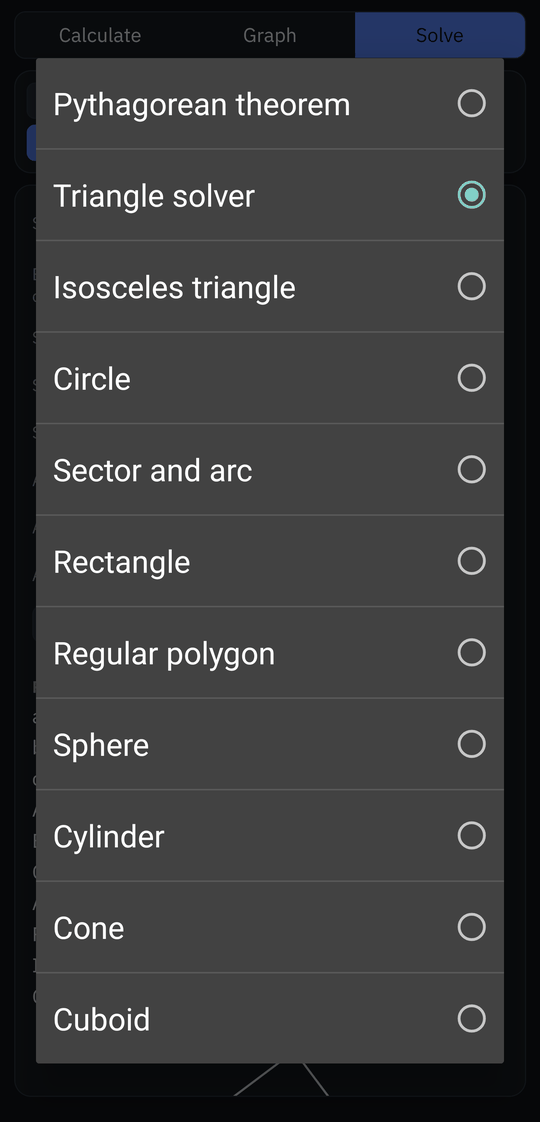 Calculate
Graph
Solve
Pythagorean theorem
Triangle solver
Isosceles triangle
Circle
Sector and arc
Rectangle
Regular polygon
Sphere
Cylinder
Cone
Cuboid